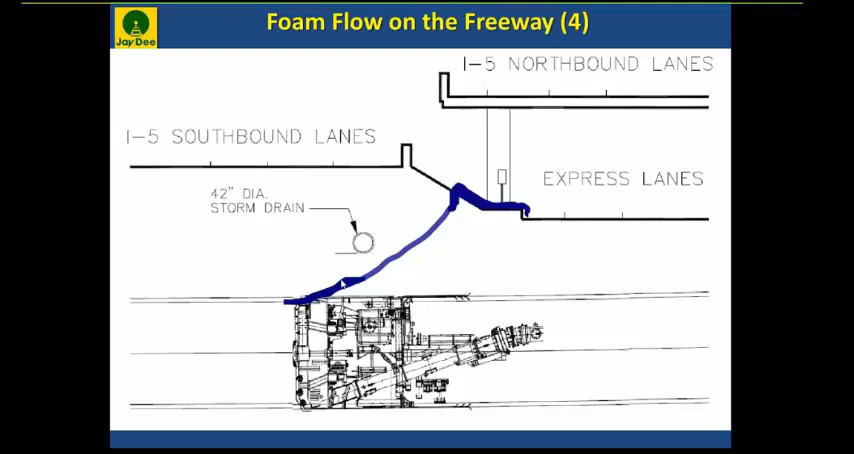 Foam Flow on the Freeway (4)
Jay Dee
I-5 NORTHBOUND LANES
I-5 SOUTHBOUND LANES
EXPRESS LANES
42" DIA.
STORM DRAIN